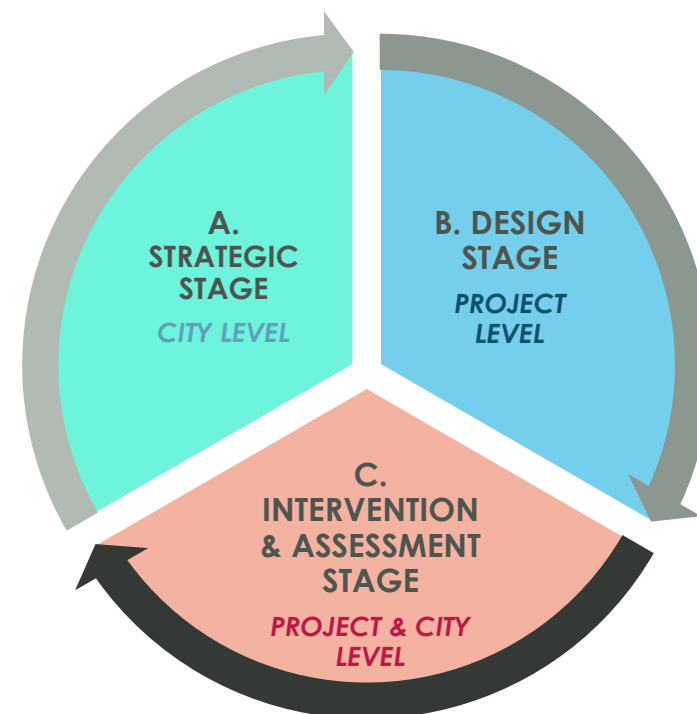 A.
STRATEGIC
STAGE
CITY LEVEL
B. DESIGN
STAGE
PROJECT
LEVEL
C.
INTERVENTION
& ASSESSMENT
STAGE
PROJECT & CITY
LEVEL